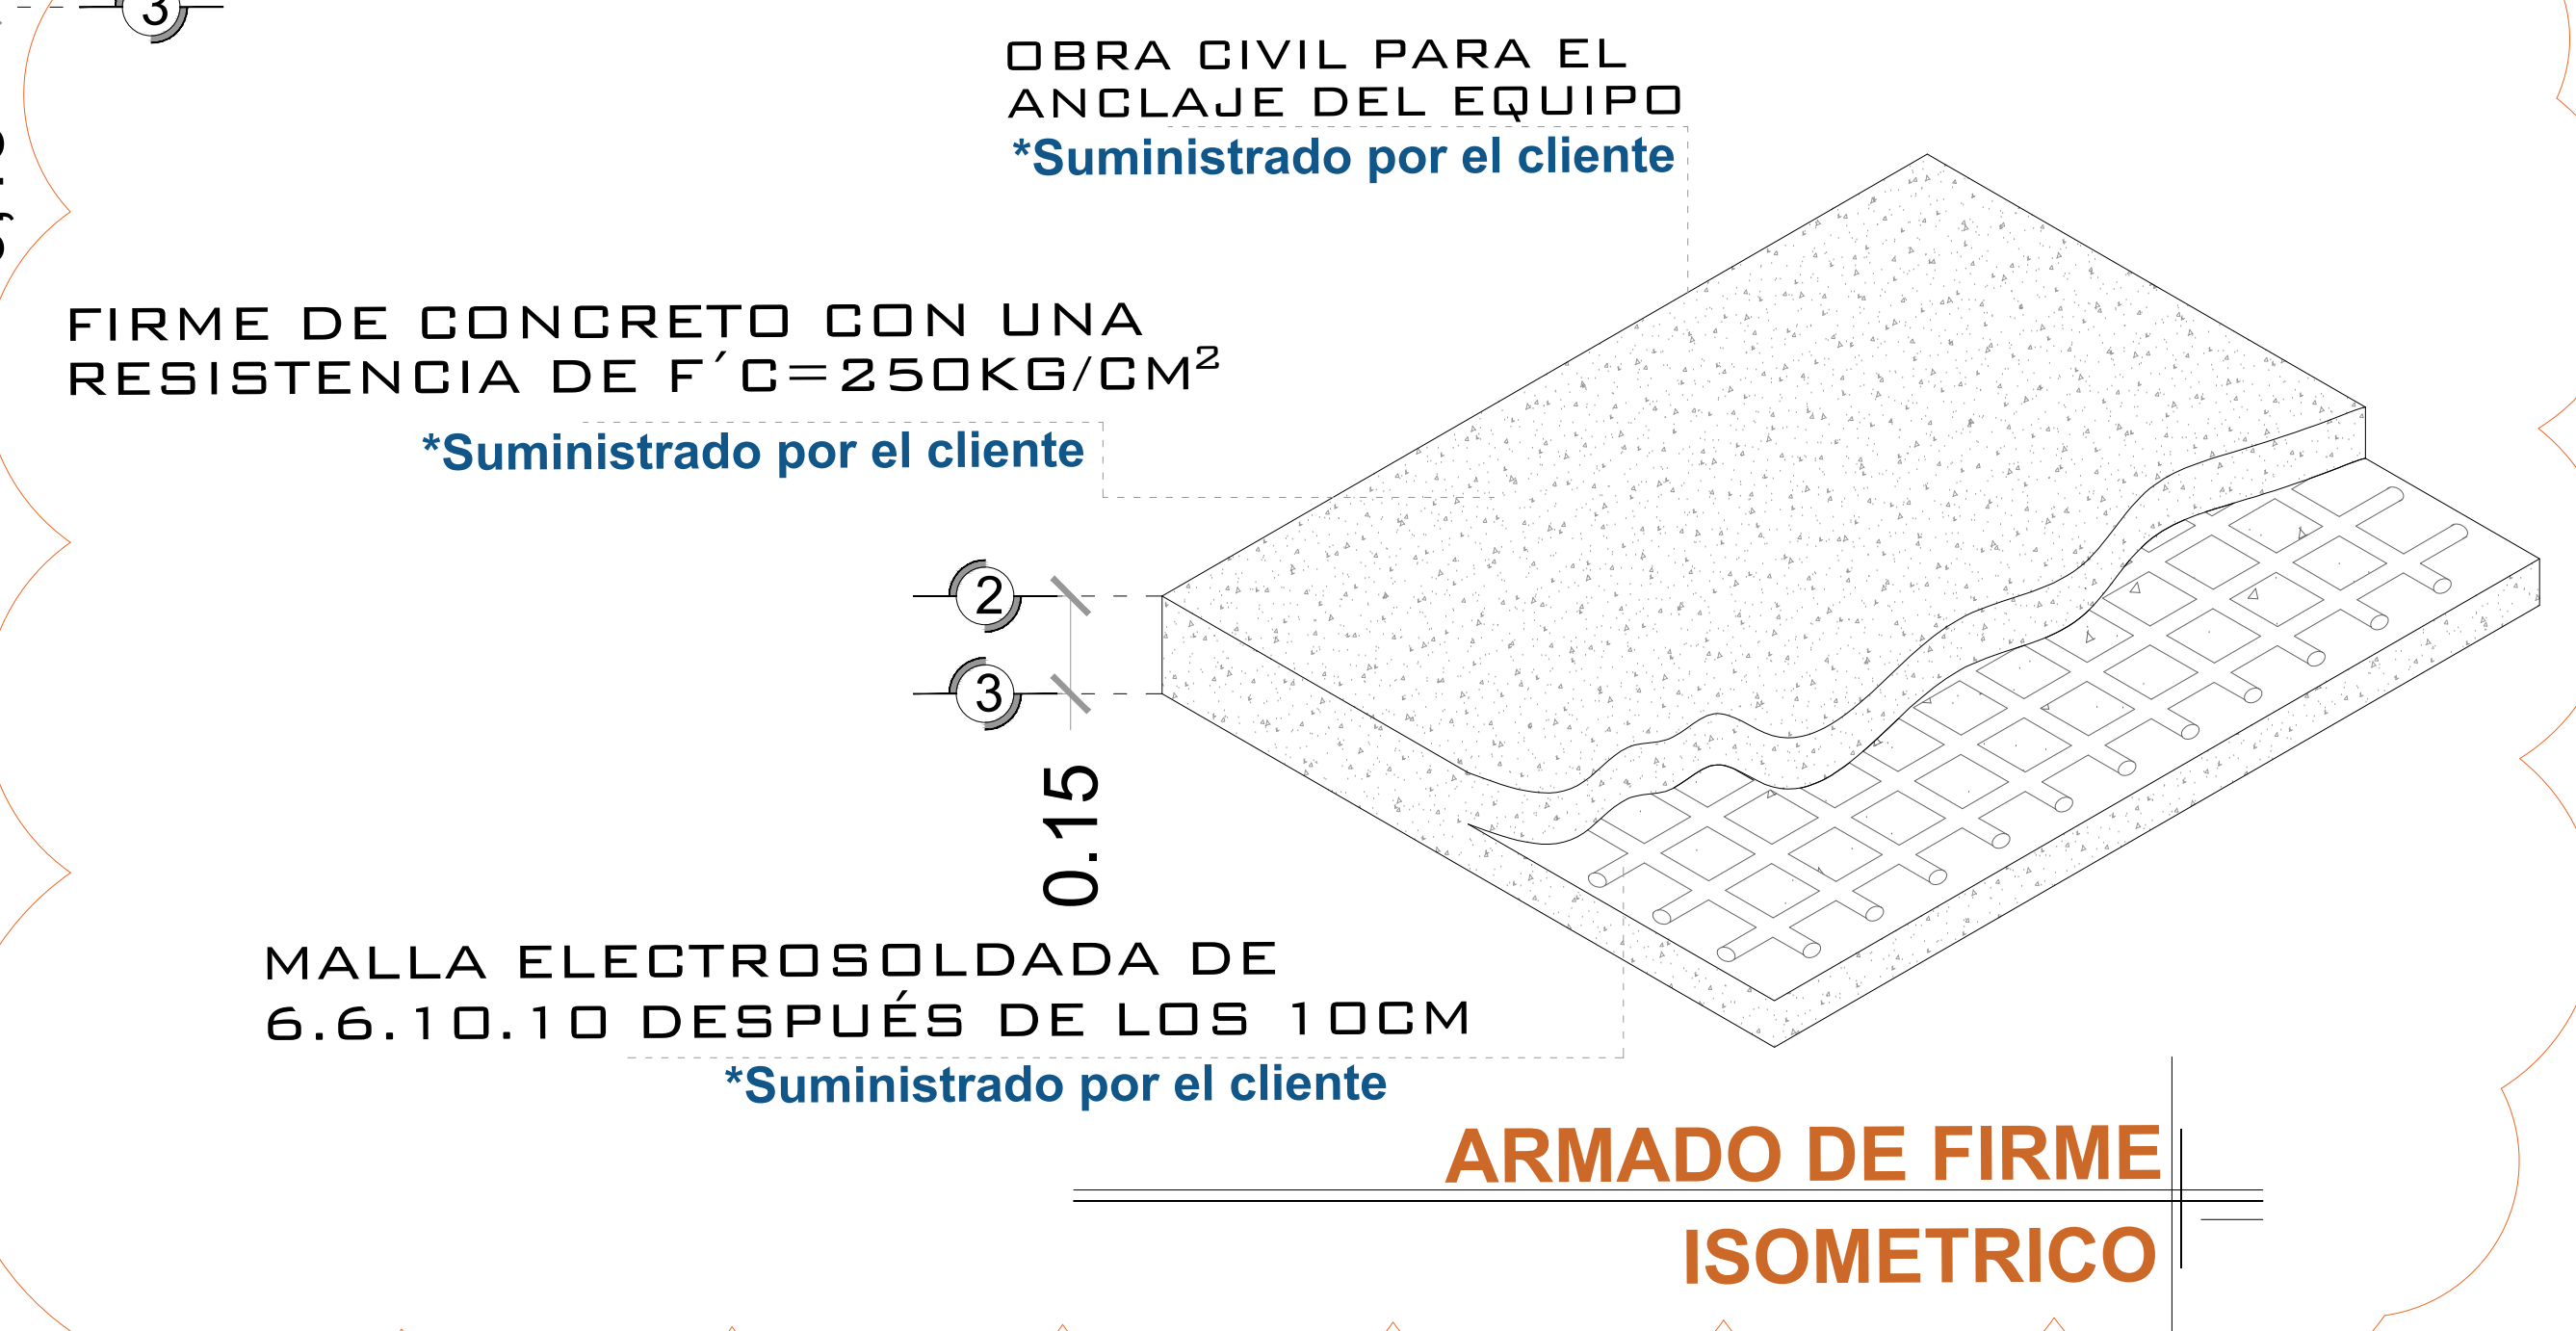 3
OBRA CIVIL PARA EL
ANCLAJE DEL EQUIPO
*Suministrado por el cliente
FIRME DE CONCRETO CON UNA
RESISTENCIA DE F´C=250KG/CM²
*Suministrado por el cliente
2
3
0.15
MALLA ELECTROSOLDADA DE
6.6.10.10 DESPUÉS DE LOS 10CM
*Suministrado por el cliente
ARMADO DE FIRME
ISOMETRICO